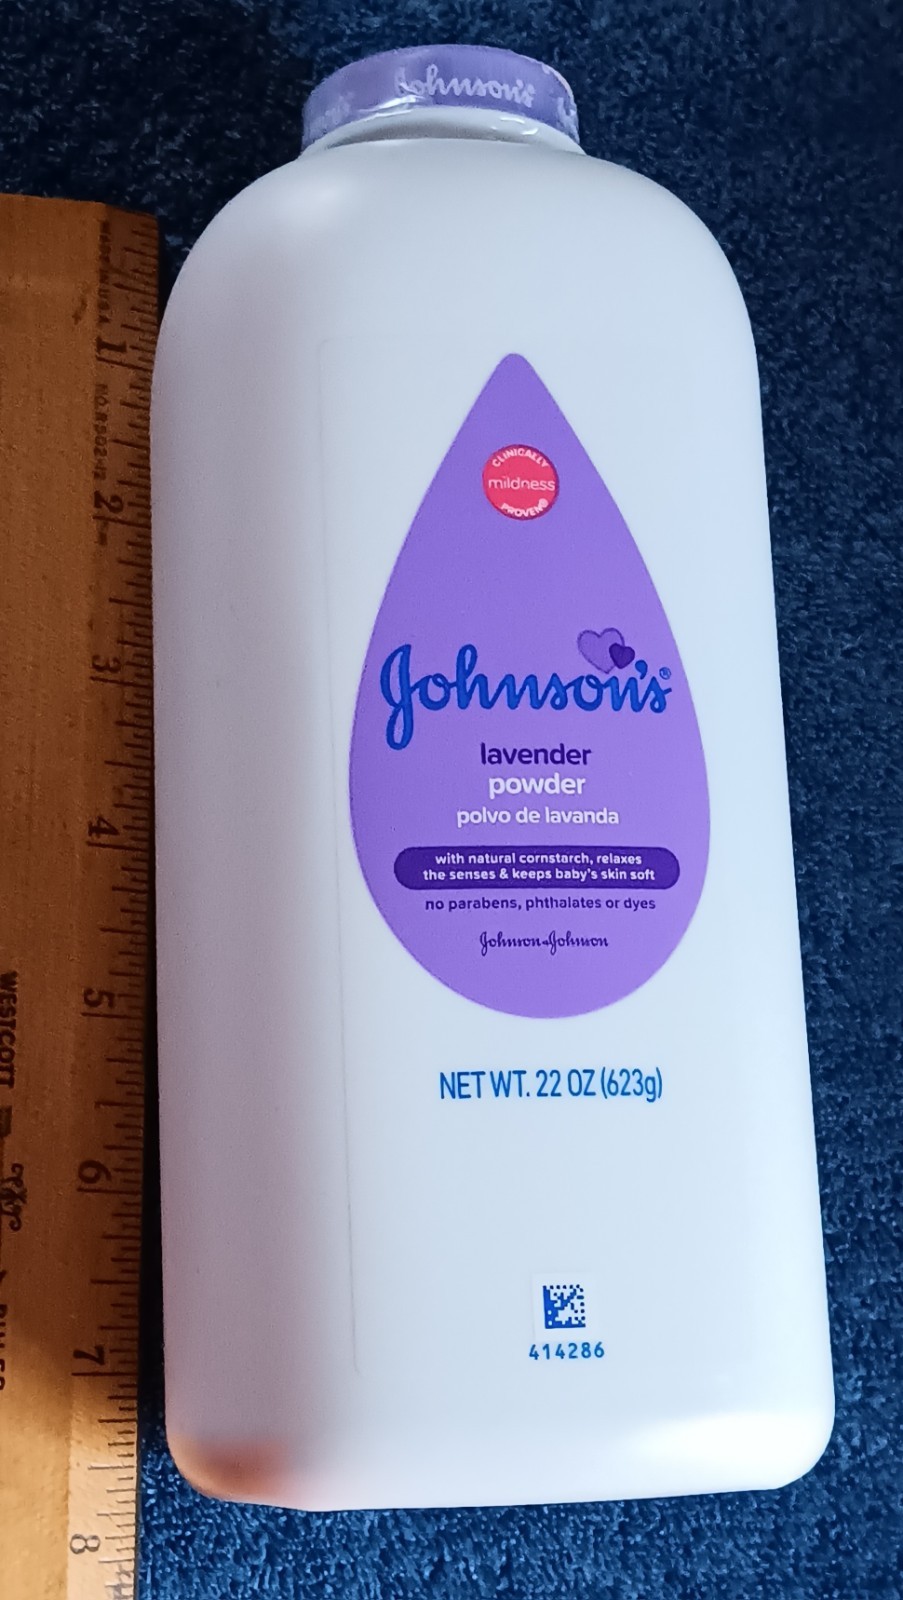 Johnson's
CLINICALLY
mildness
PROVEN®
Johnson's®
lavender
powder
polvo de lavanda
with natural cornstarch, relaxes
the senses & keeps baby's skin soft
no parabens, phthalates or dyes
Johnson & Johnson
NET WT. 22 OZ (623g)
414286
1
2
3
4
5
6
7
8
WESTCOTT